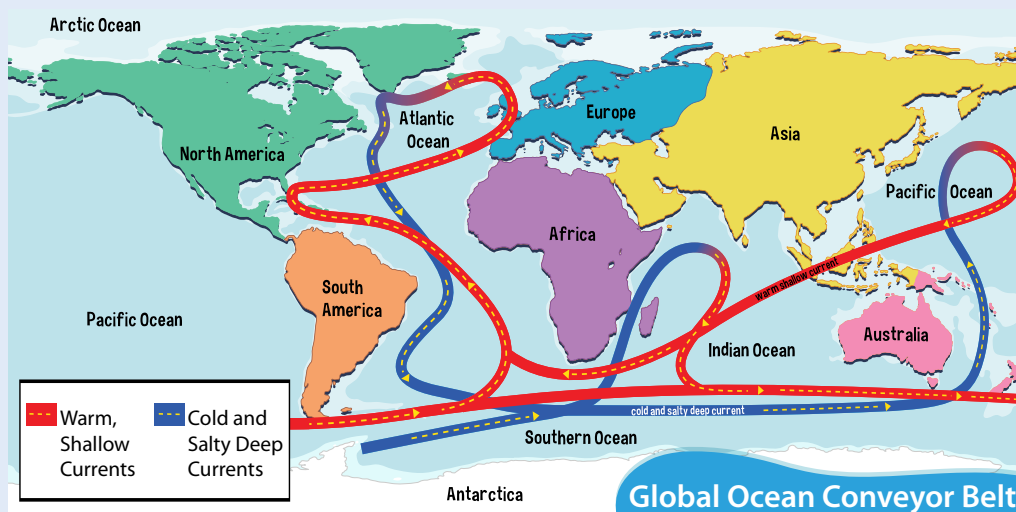 Arctic Ocean
North America
Atlantic
Ocean
Europe
Asia
Pacific Ocean
Africa
South
America
warm shallow current
Pacific Ocean
Indian Ocean
Australia
Warm,
Shallow
Currents
Cold and
Salty Deep
Currents
cold and salty deep current
Southern Ocean
Antarctica
Global Ocean Conveyor Belt